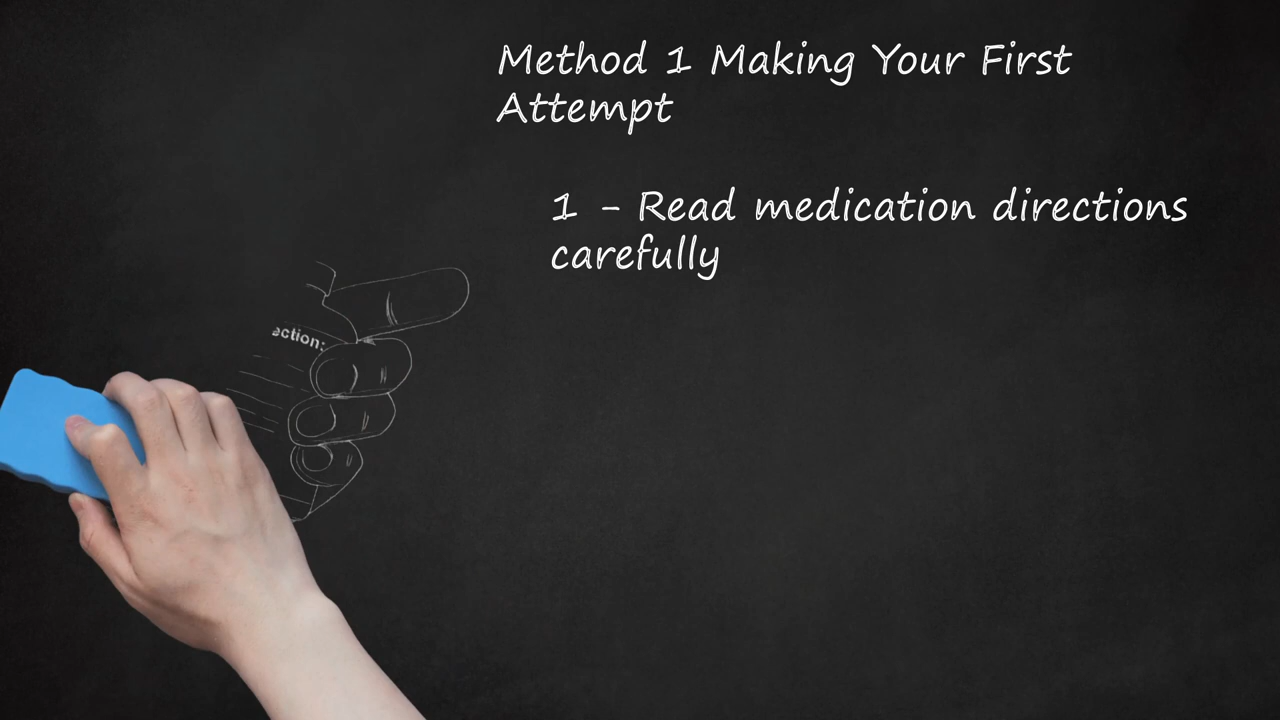 Method 1 Making Your First
Attempt
1 - Read medication directions
carefully
ection: